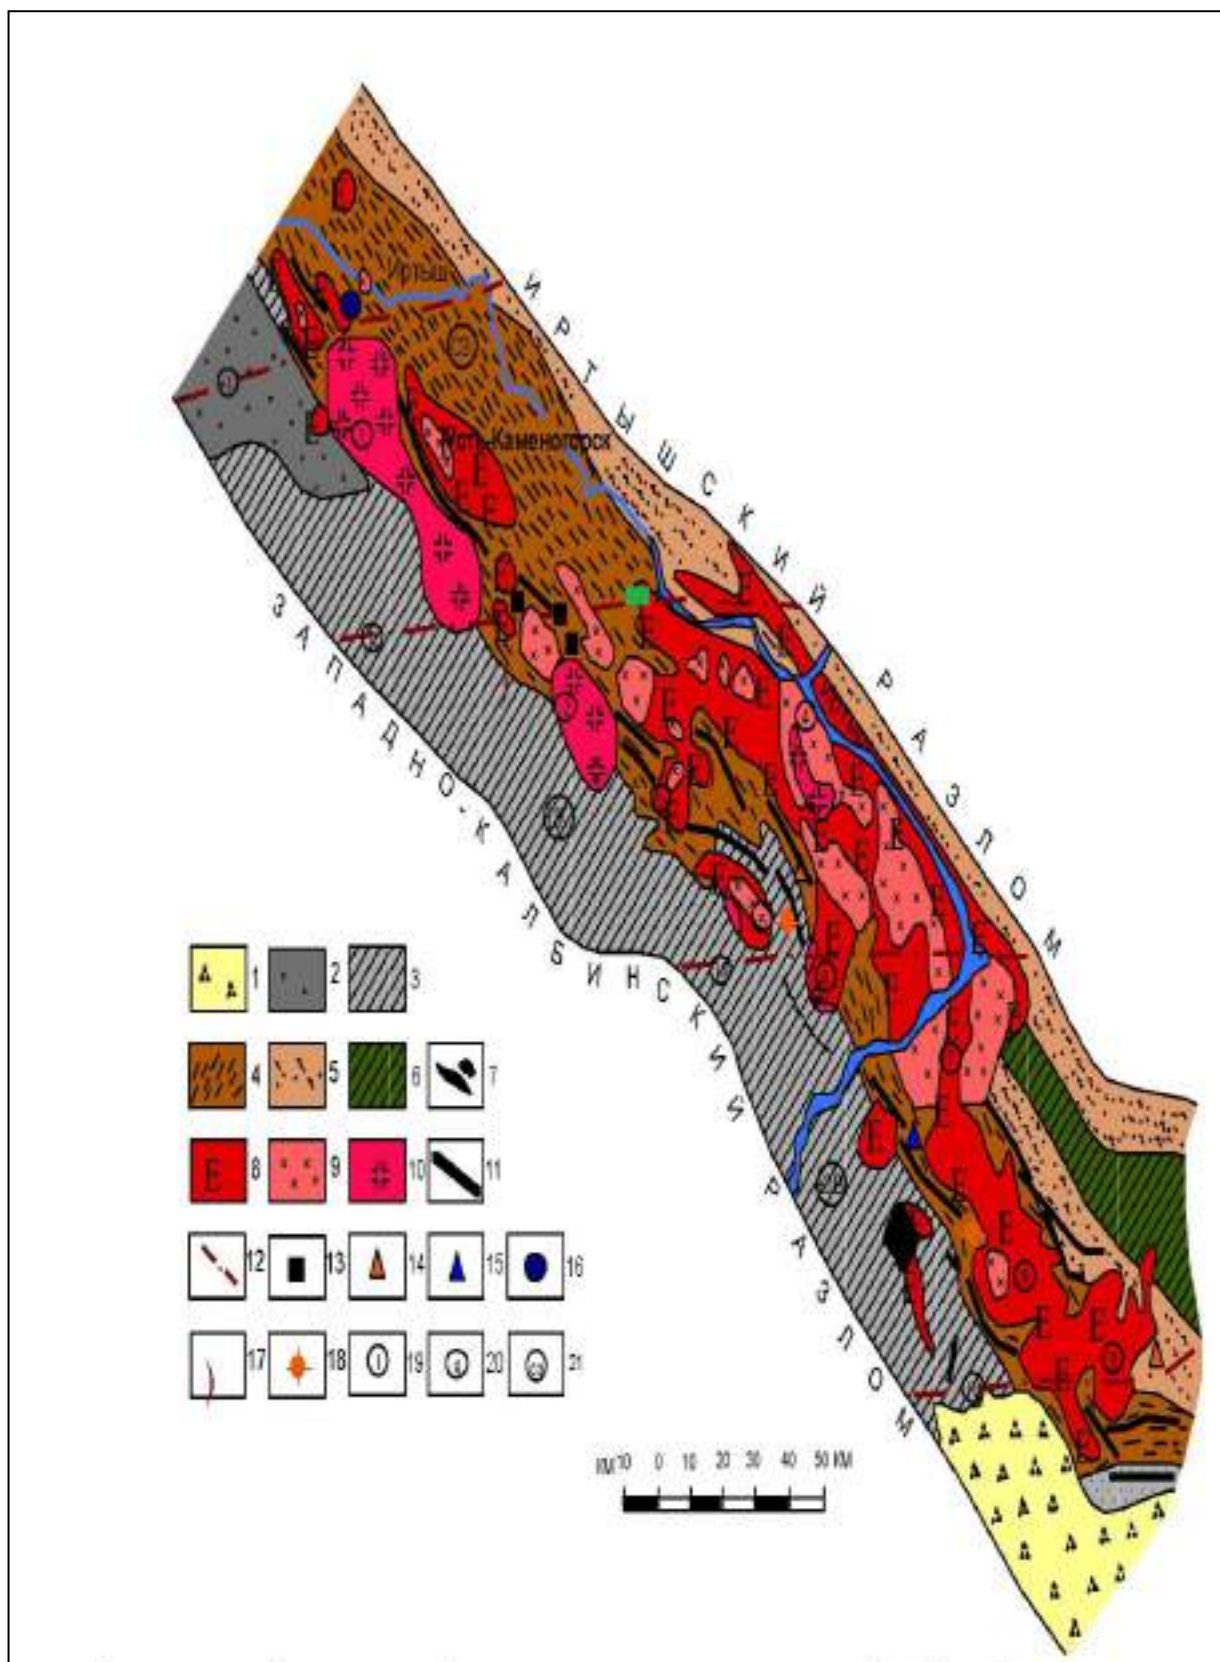 Иртыш
Усть-Каменогорск
ИРТЫШСКИЙ РАЗЛОМ
ЗАПАДНО-КАЛБИНСКИЙ РАЗЛОМ
1 2 3
4 5 6 7
8 9 10 11
12 13 14 15 16
17 18 19 20 21
КМ 10 0 10 20 30 40 50 КМ